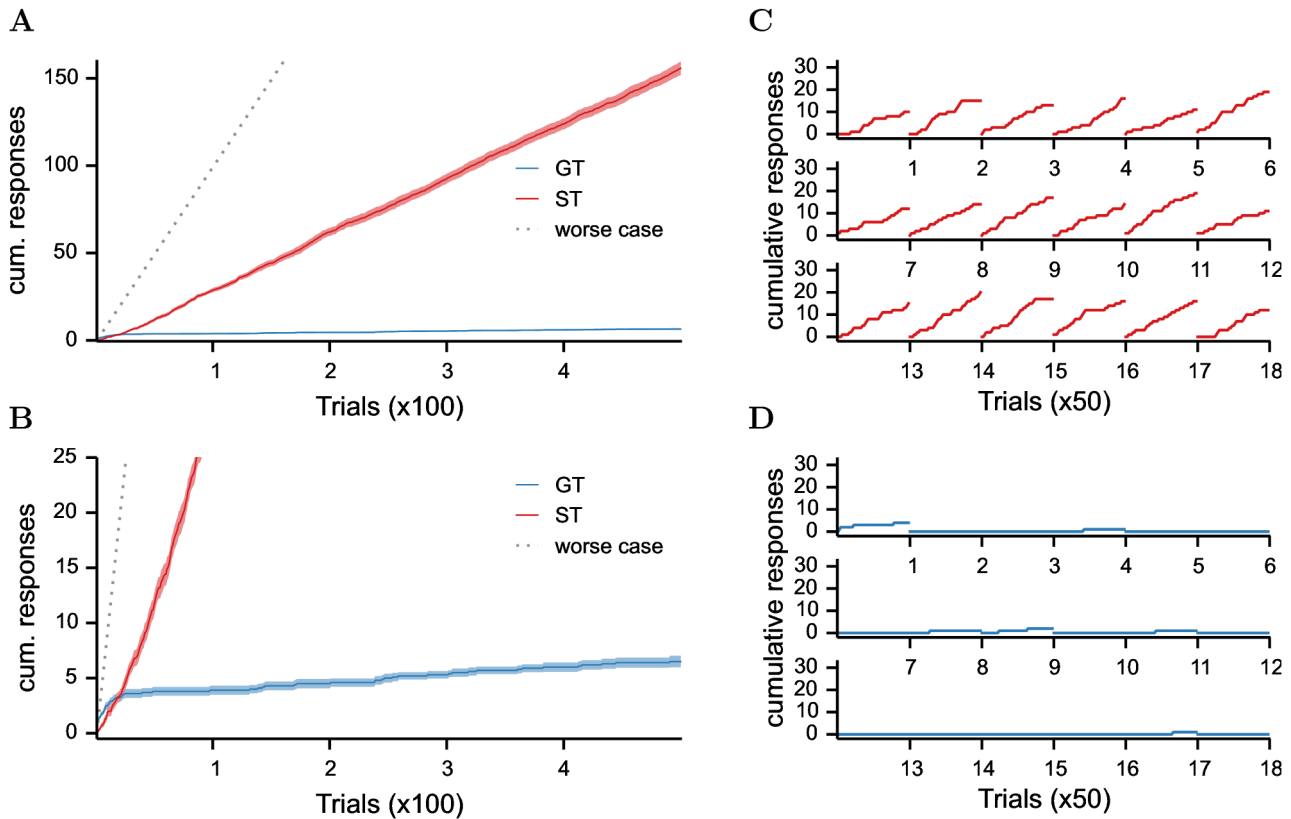 A
cum. responses
150
100
50
0
GT
ST
worse case
1 2 3 4
Trials (x100)
B
cum. responses
25
20
15
10
5
0
GT
ST
worse case
1 2 3 4
Trials (x100)
C
cumulative responses
30
20
10
0
1 2 3 4 5 6
30
20
10
0
7 8 9 10 11 12
30
20
10
0
13 14 15 16 17 18
Trials (x50)
D
cumulative responses
30
20
10
0
1 2 3 4 5 6
30
20
10
0
7 8 9 10 11 12
30
20
10
0
13 14 15 16 17 18
Trials (x50)